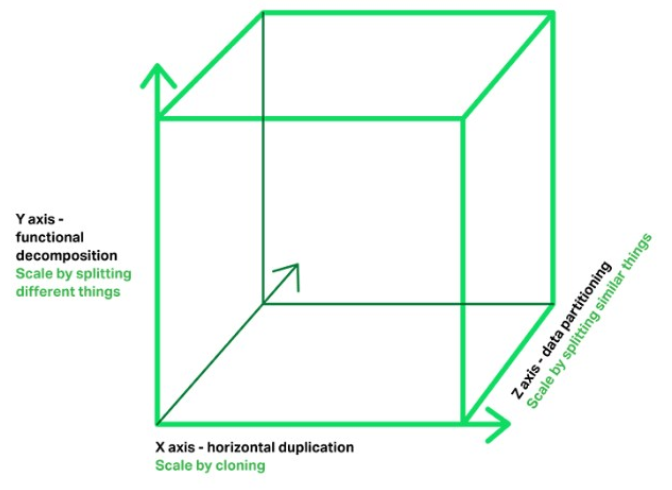 Y axis -
functional
decomposition
Scale by splitting
different things
X axis - horizontal duplication
Scale by cloning
Z axis - data partitioning
Scale by splitting similar things